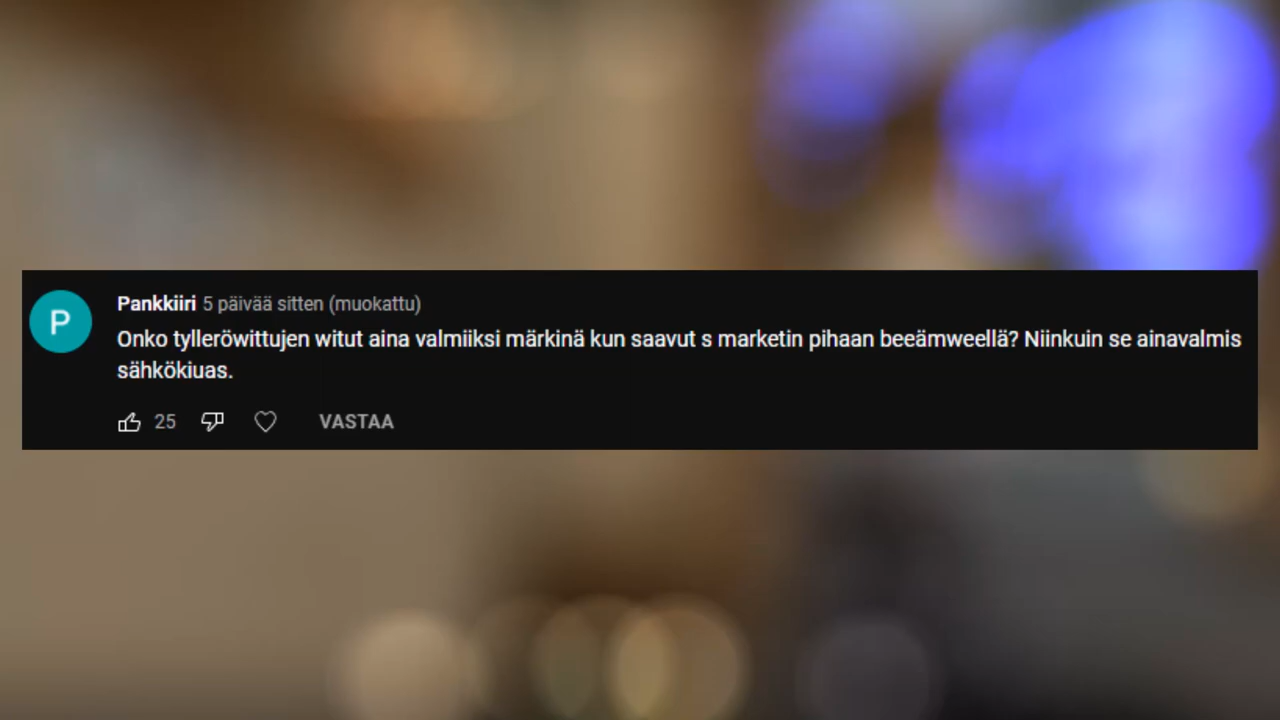 P
Pankkiiri 5 päivää sitten (muokattu)
Onko tylleröwittujen witut aina valmiiksi märkinä kun saavut s marketin pihaan beeämweellä? Niinkuin se ainavalmis
sähkökiuas.
25 VASTAA